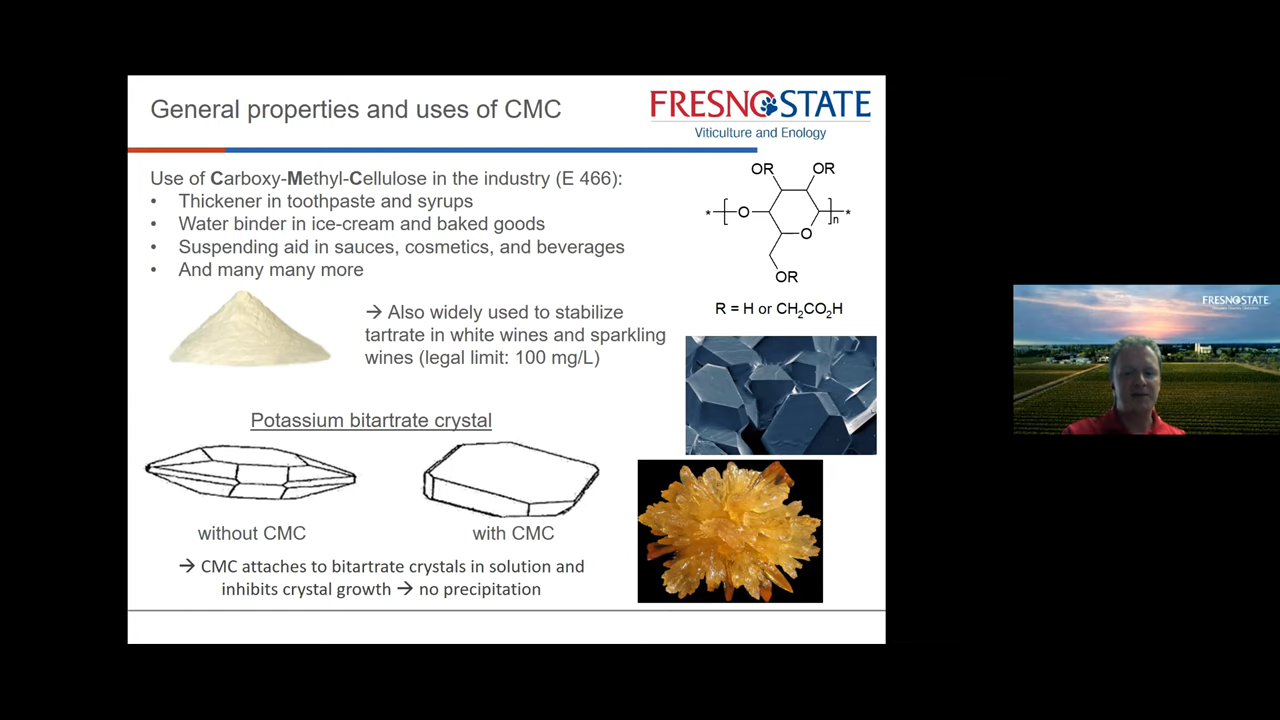 General properties and uses of CMC
FRESNO STATE
Viticulture and Enology
Use of Carboxy-Methyl-Cellulose in the industry (E 466):
• Thickener in toothpaste and syrups
• Water binder in ice-cream and baked goods
• Suspending aid in sauces, cosmetics, and beverages
• And many many more
→ Also widely used to stabilize
tartrate in white wines and sparkling
wines (legal limit: 100 mg/L)
OR OR
* O n *
O
OR
R = H or CH₂CO₂H
Potassium bitartrate crystal
without CMC
with CMC
→ CMC attaches to bitartrate crystals in solution and
inhibits crystal growth → no precipitation
FRESNO STATE